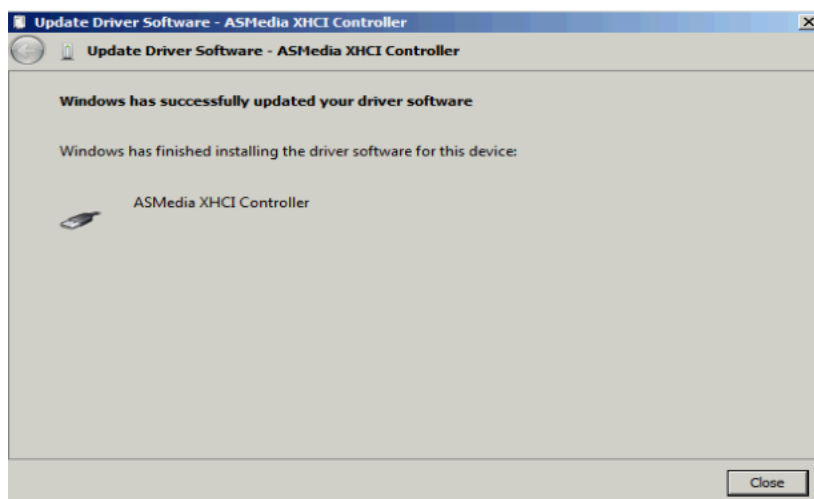 Update Driver Software - ASMedia XHCI Controller
Update Driver Software - ASMedia XHCI Controller
Windows has successfully updated your driver software
Windows has finished installing the driver software for this device:
ASMedia XHCI Controller
Close